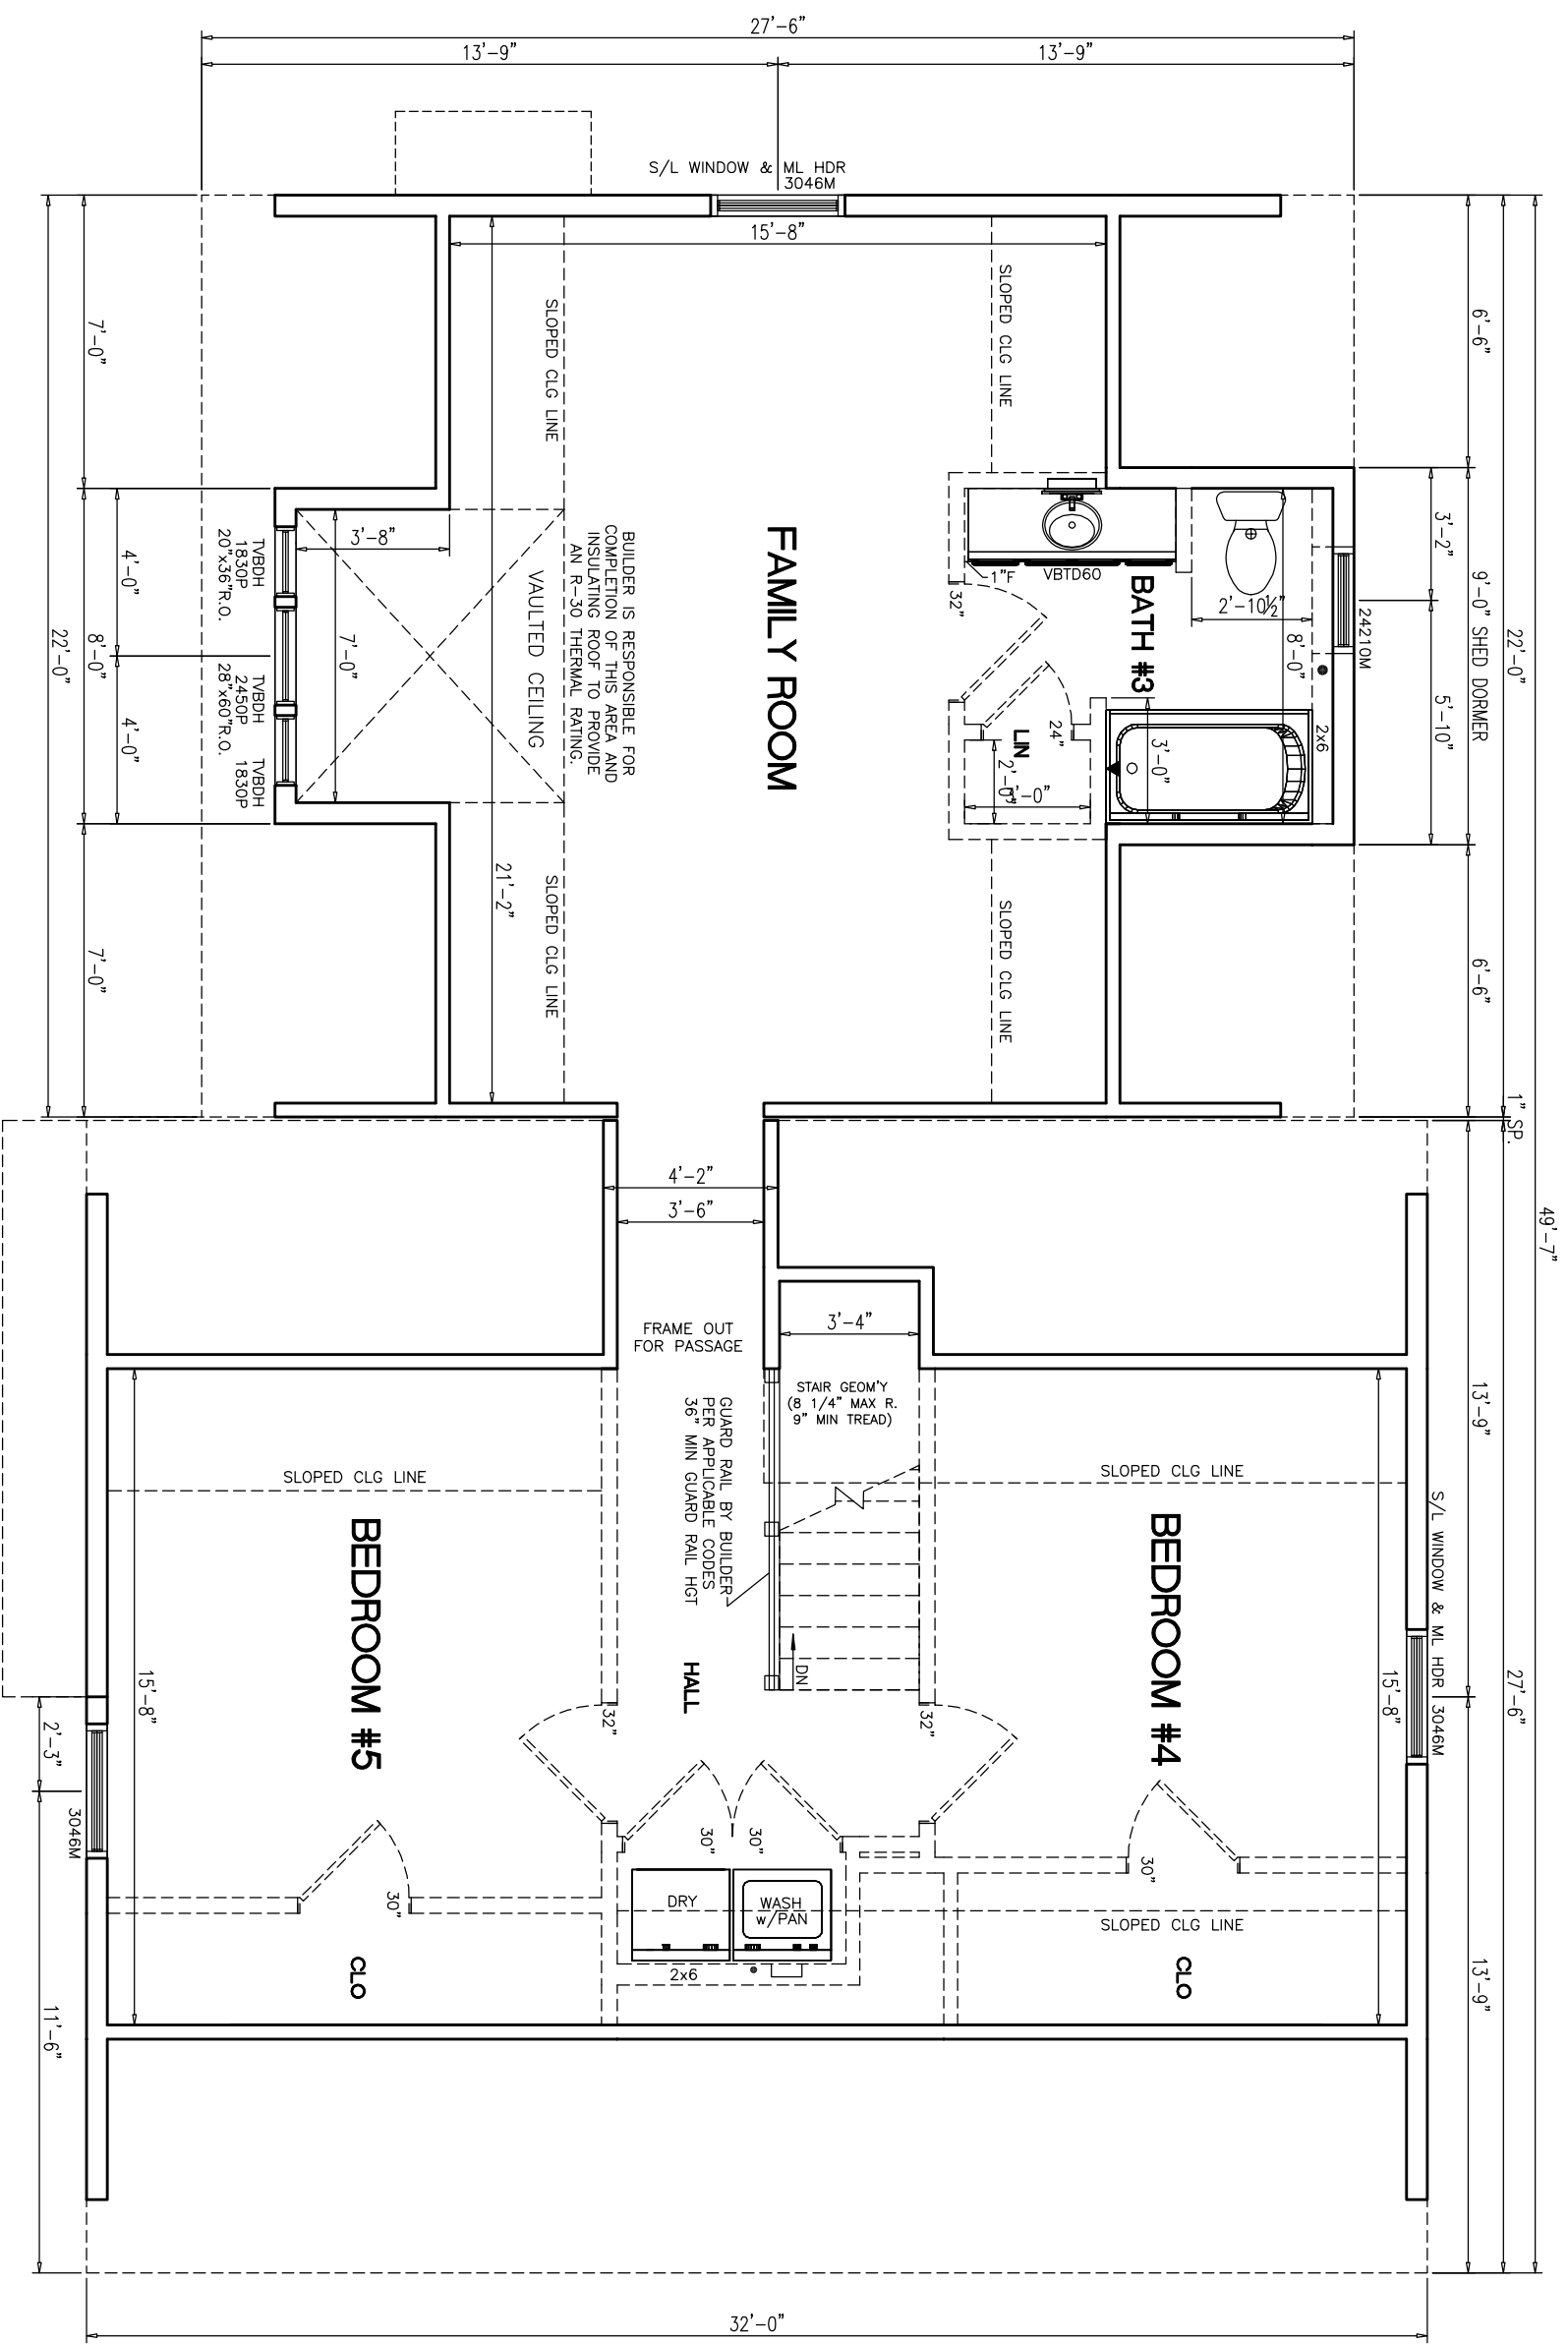 27'-6"
13'-9"
13'-9"
S/L WINDOW & ML HDR
3046M
15'-8"
SLOPED CLG LINE
SLOPED CLG LINE
7'-0"
6'-6"
22'-0"
9'-0" SHED DORMER
3'-2"
5'-10"
24210M
2x6
2'-10½"
8'-0"
BATH #3
VBTD60
1"F
32"
24"
LIN
3'-0"
2'-0"
3'-0"
FAMILY ROOM
BUILDER IS RESPONSIBLE FOR
COMPLETION OF THIS AREA AND
INSULATING ROOF TO PROVIDE
AN R-30 THERMAL RATING.
VAULTED CEILING
3'-8"
7'-0"
TVBDH
1830P
20"x36"R.O.
TVBDH
2450P
28"x60"R.O.
TVBDH
1830P
4'-0"
4'-0"
8'-0"
22'-0"
21'-2"
SLOPED CLG LINE
SLOPED CLG LINE
7'-0"
6'-6"
1" SP.
49'-7"
4'-2"
3'-6"
FRAME OUT
FOR PASSAGE
3'-4"
STAIR GEOM'Y
(8 1/4" MAX R.
9" MIN TREAD)
GUARD RAIL BY BUILDER
PER APPLICABLE CODES
36" MIN GUARD RAIL HGT
13'-9"
SLOPED CLG LINE
SLOPED CLG LINE
S/L WINDOW & ML HDR
3046M
27'-6"
BEDROOM #5
BEDROOM #4
HALL
DN
15'-8"
15'-8"
32"
32"
2'-3"
3046M
30"
30"
30"
30"
DRY
WASH
w/PAN
2x6
SLOPED CLG LINE
CLO
CLO
13'-9"
11'-6"
32'-0"